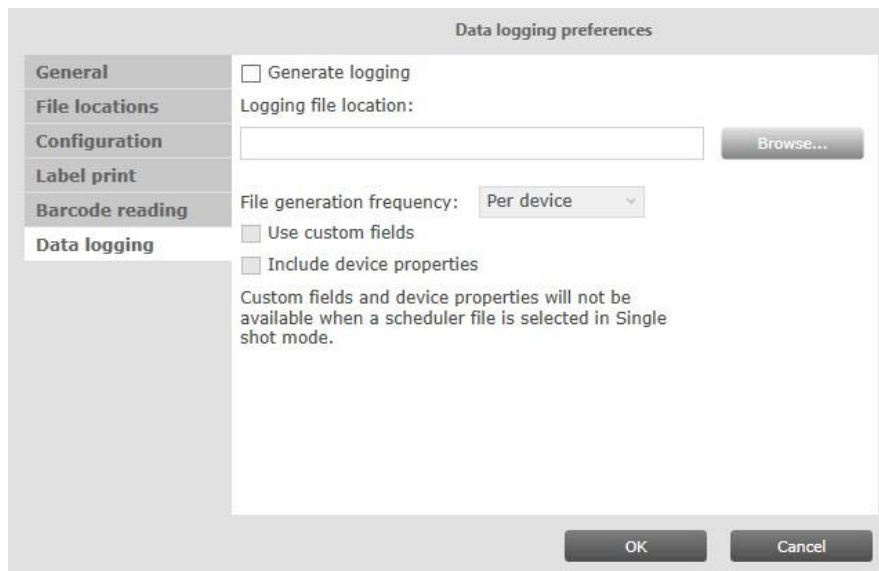 Data logging preferences
General
File locations
Configuration
Label print
Barcode reading
Data logging
Generate logging
Logging file location:
Browse...
File generation frequency: Per device
Use custom fields
Include device properties
Custom fields and device properties will not be
available when a scheduler file is selected in Single
shot mode.
OK Cancel